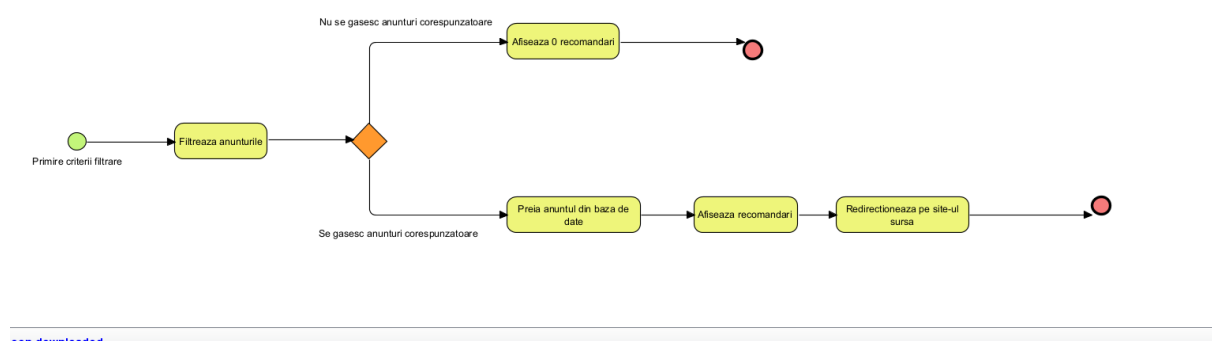 Nu se gasesc anunturi corespunzatoare
Afiseaza 0 recomandari
Filtreaza anunturile
Primire criterii filtrare
Preia anuntul din baza de
date
Afiseaza recomandari
Redirectioneaza pe site-ul
sursa
Se gasesc anunturi corespunzatoare